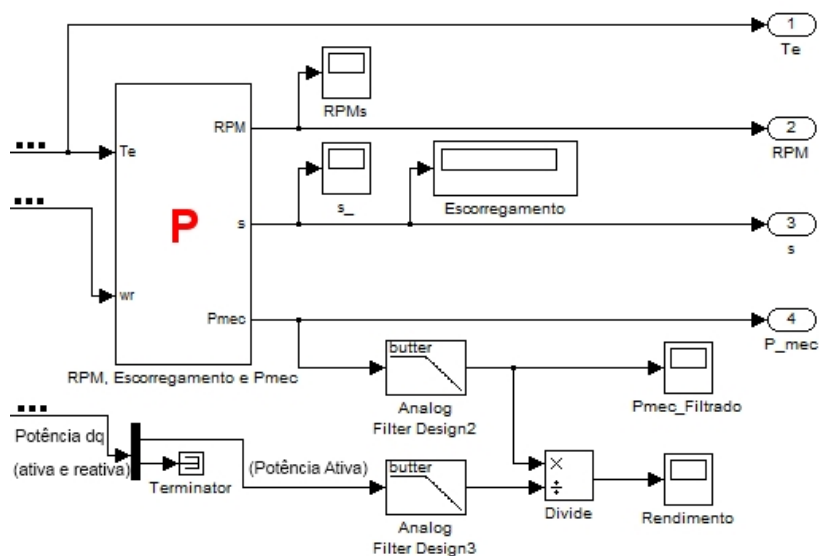 1
Te
RPMs
RPM
2
RPM
Te
s_
Escorregamento
P
s
3
s
wr
Pmec
4
P_mec
RPM, Escorregamento e Pmec
butter
Analog
Filter Design2
Pmec_Filtrado
Potência dq
(ativa e reativa)
Terminator
(Potência Ativa)
butter
Analog
Filter Design3
×
÷
Divide
Rendimento